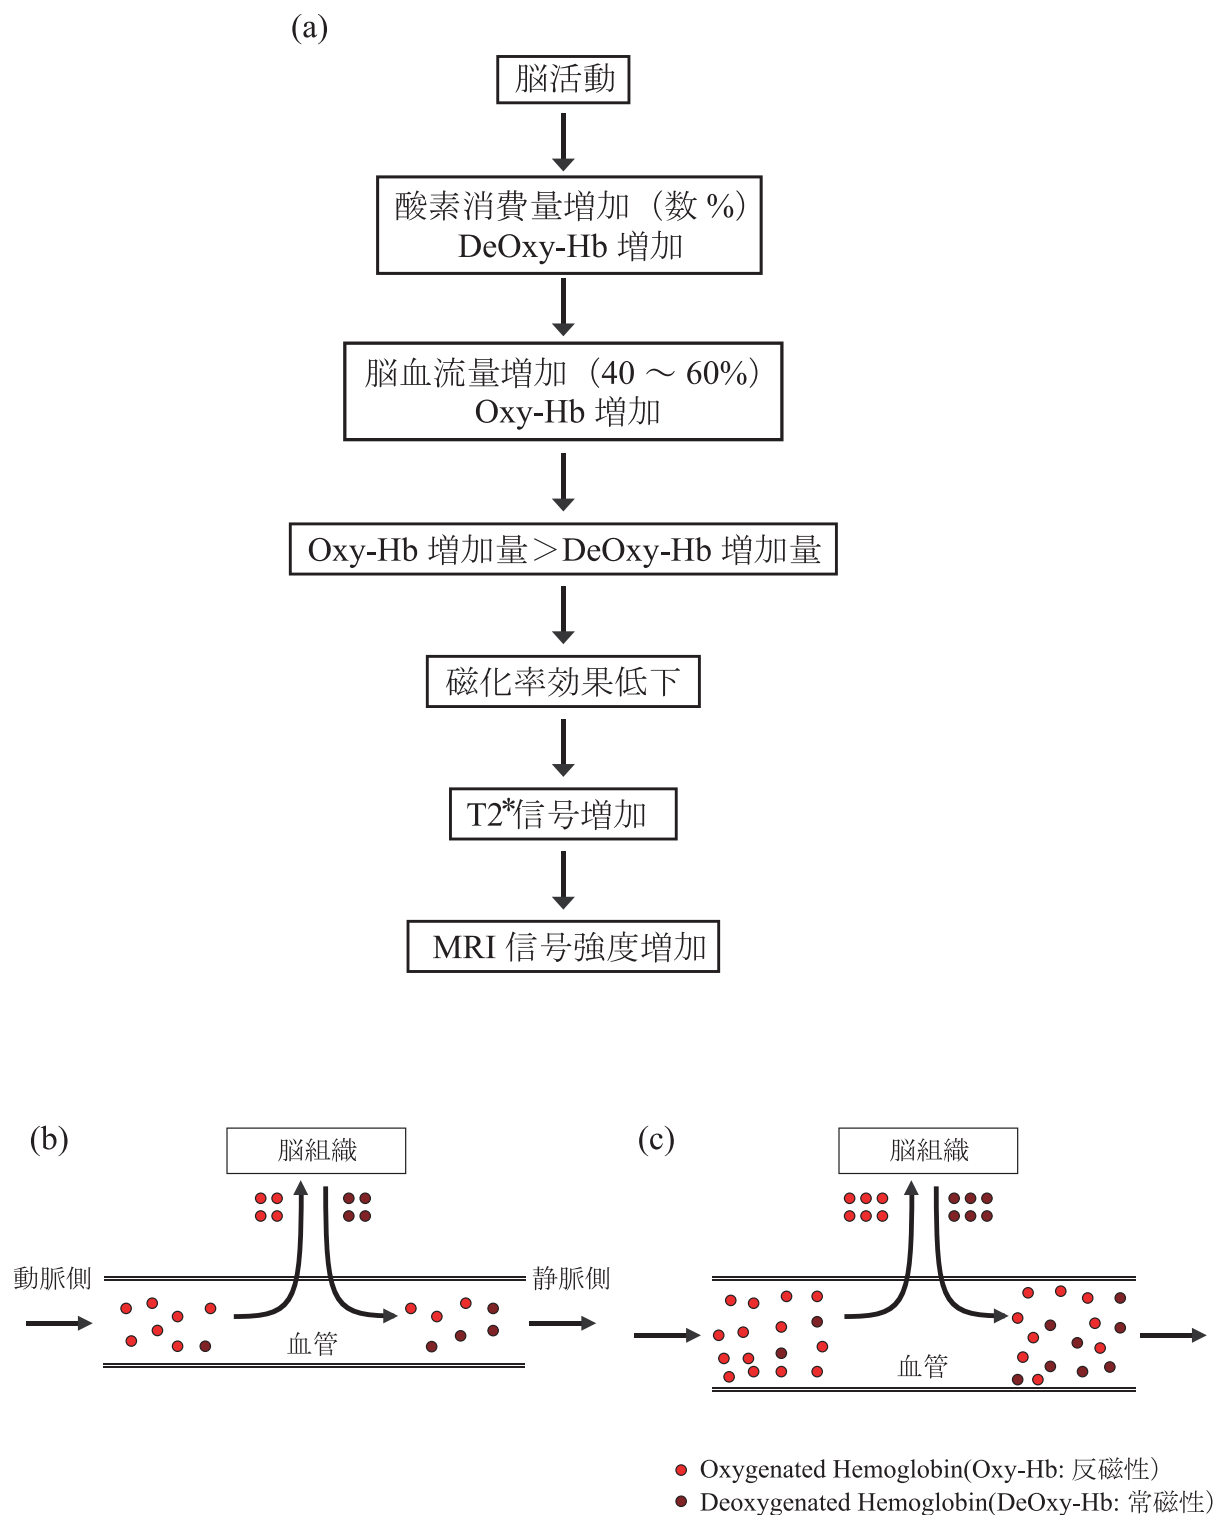 (a)
脳活動
酸素消費量増加（数 %）
DeOxy-Hb 増加
脳血流量増加（40 ～ 60%）
Oxy-Hb 増加
Oxy-Hb 増加量＞DeOxy-Hb 増加量
磁化率効果低下
T2*信号増加
MRI 信号強度増加
(b)
脳組織
動脈側
静脈側
血管
(c)
脳組織
血管
Oxygenated Hemoglobin(Oxy-Hb: 反磁性）
Deoxygenated Hemoglobin(DeOxy-Hb: 常磁性）